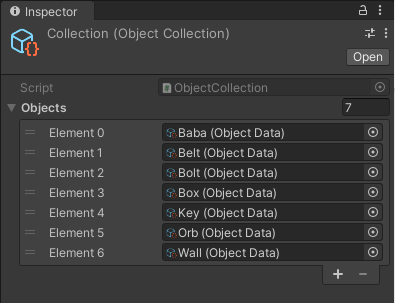 Inspector
Collection (Object Collection)
Open
Script ObjectCollection
Objects 7
Element 0 Baba (Object Data)
Element 1 Belt (Object Data)
Element 2 Bolt (Object Data)
Element 3 Box (Object Data)
Element 4 Key (Object Data)
Element 5 Orb (Object Data)
Element 6 Wall (Object Data)